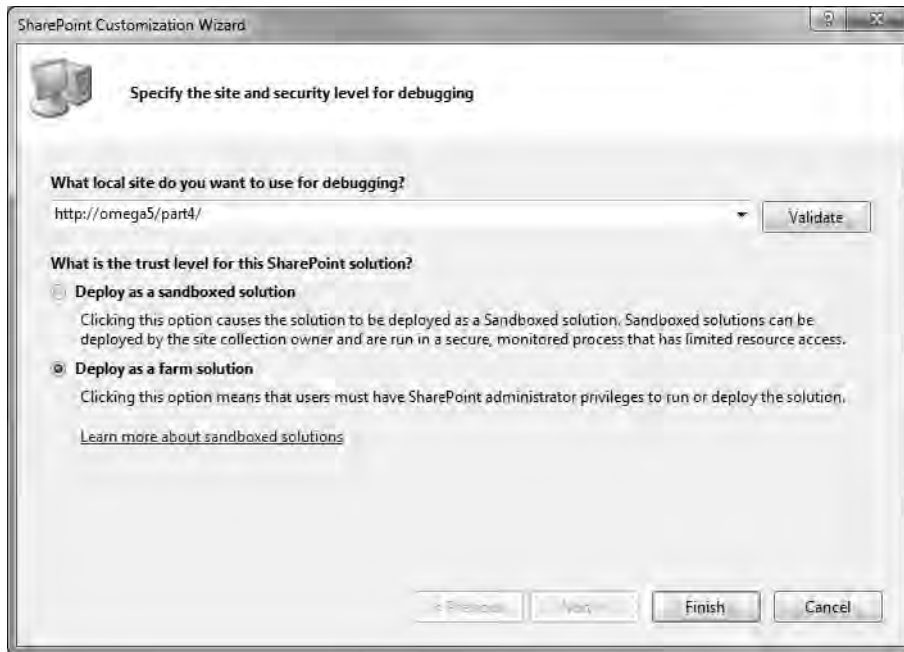 SharePoint Customization Wizard
?
Specify the site and security level for debugging
What local site do you want to use for debugging?
http://omega5/part4/
Validate
What is the trust level for this SharePoint solution?
Deploy as a sandboxed solution
Clicking this option causes the solution to be deployed as a Sandboxed solution. Sandboxed solutions can be
deployed by the site collection owner and are run in a secure, monitored process that has limited resource access.
Deploy as a farm solution
Clicking this option means that users must have SharePoint administrator privileges to run or deploy the solution.
Learn more about sandboxed solutions
< Previous
Next >
Finish
Cancel